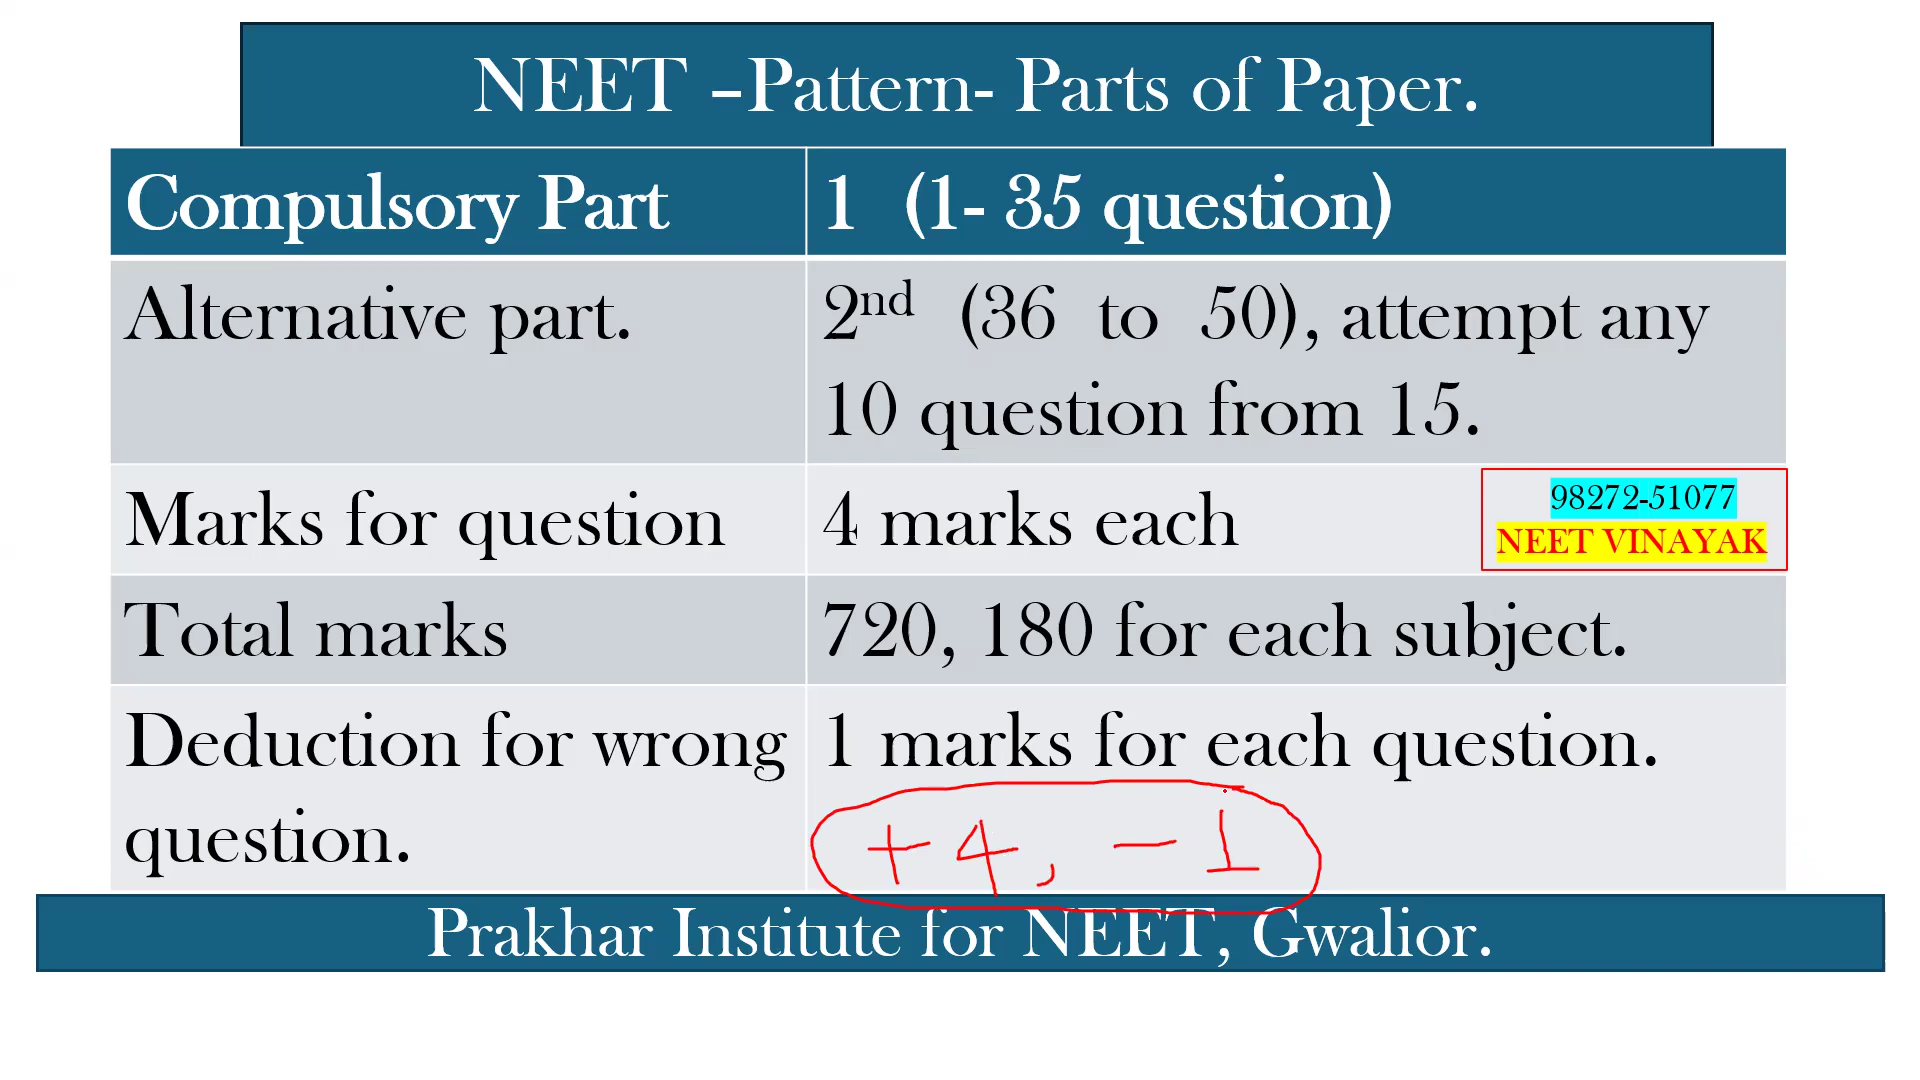 NEET –Pattern- Parts of Paper.
Compulsory Part
1 (1- 35 question)
Alternative part.
2nd (36 to 50), attempt any
10 question from 15.
Marks for question
4 marks each
98272-51077
NEET VINAYAK
Total marks
720, 180 for each subject.
Deduction for wrong
question.
1 marks for each question.
+4, -1
Prakhar Institute for NEET, Gwalior.